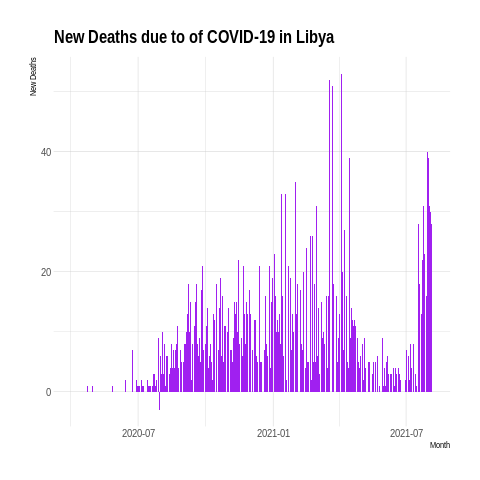 New Deaths due to of COVID-19 in Libya
New Deaths
40
20
0
2020-07
2021-01
2021-07
Month